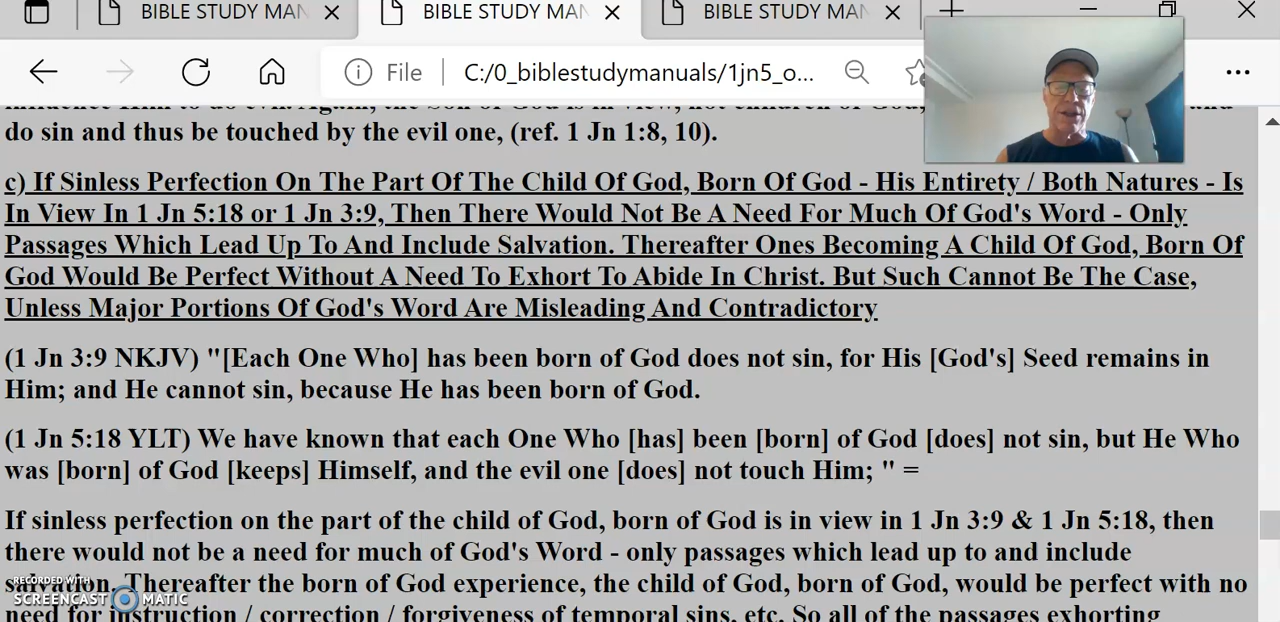 BIBLE STUDY MAN
BIBLE STUDY MAN
BIBLE STUDY MAN
File
C:/0_biblestudymanuals/1jn5_o...
do sin and thus be touched by the evil one, (ref. 1 Jn 1:8, 10).
c) If Sinless Perfection On The Part Of The Child Of God, Born Of God - His Entirety / Both Natures - Is
In View In 1 Jn 5:18 or 1 Jn 3:9, Then There Would Not Be A Need For Much Of God's Word - Only
Passages Which Lead Up To And Include Salvation. Thereafter Ones Becoming A Child Of God, Born Of
God Would Be Perfect Without A Need To Exhort To Abide In Christ. But Such Cannot Be The Case,
Unless Major Portions Of God's Word Are Misleading And Contradictory
(1 Jn 3:9 NKJV) "[Each One Who] has been born of God does not sin, for His [God's] Seed remains in
Him; and He cannot sin, because He has been born of God.
(1 Jn 5:18 YLT) We have known that each One Who [has] been [born] of God [does] not sin, but He Who
was [born] of God [keeps] Himself, and the evil one [does] not touch Him; " =
If sinless perfection on the part of the child of God, born of God is in view in 1 Jn 3:9 & 1 Jn 5:18, then
there would not be a need for much of God's Word - only passages which lead up to and include
Thereafter the born of God experience, the child of God, born of God, would be perfect with no
need for instruction / correction / forgiveness of temporal sins, etc. So all of the passages exhorting
RECORDED WITH
SCREENCAST MATIC